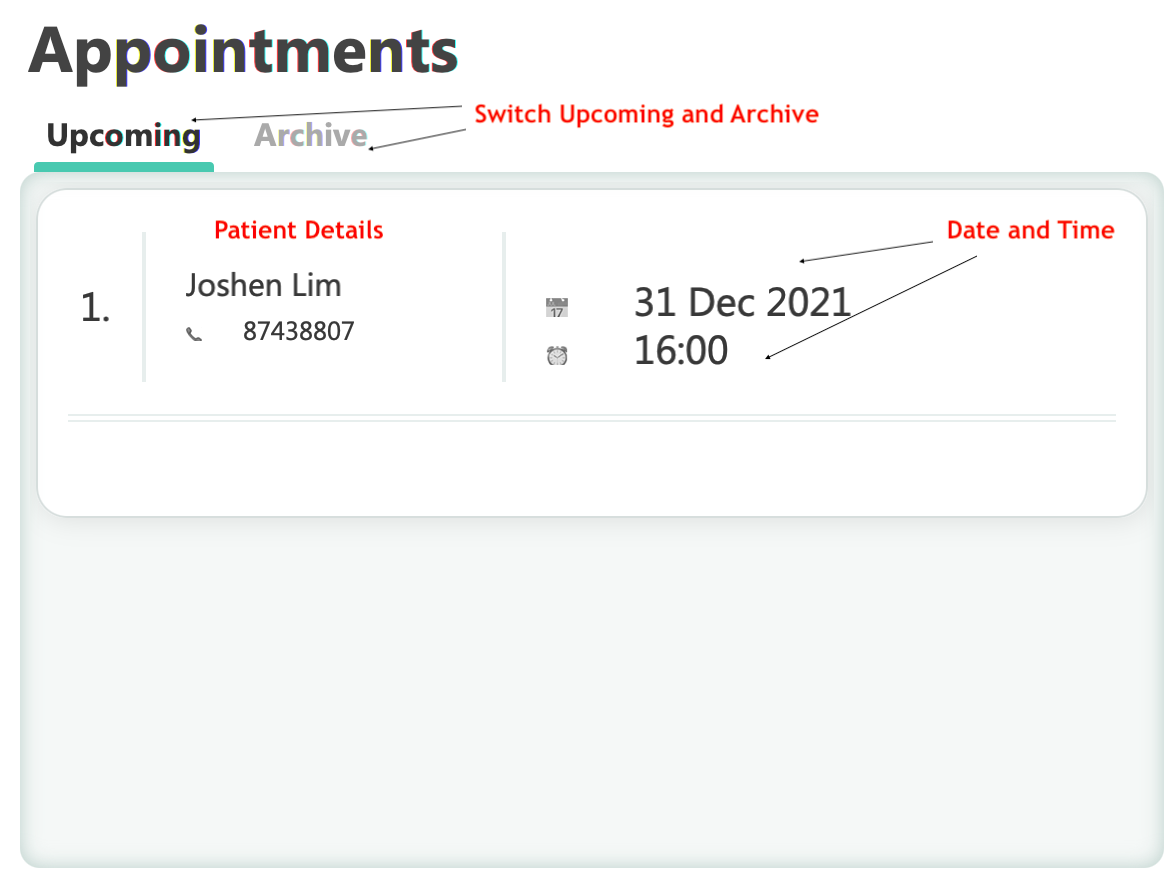 Appointments
Switch Upcoming and Archive
Upcoming Archive
Patient Details
Date and Time
1.
Joshen Lim
87438807
17
31 Dec 2021
16:00